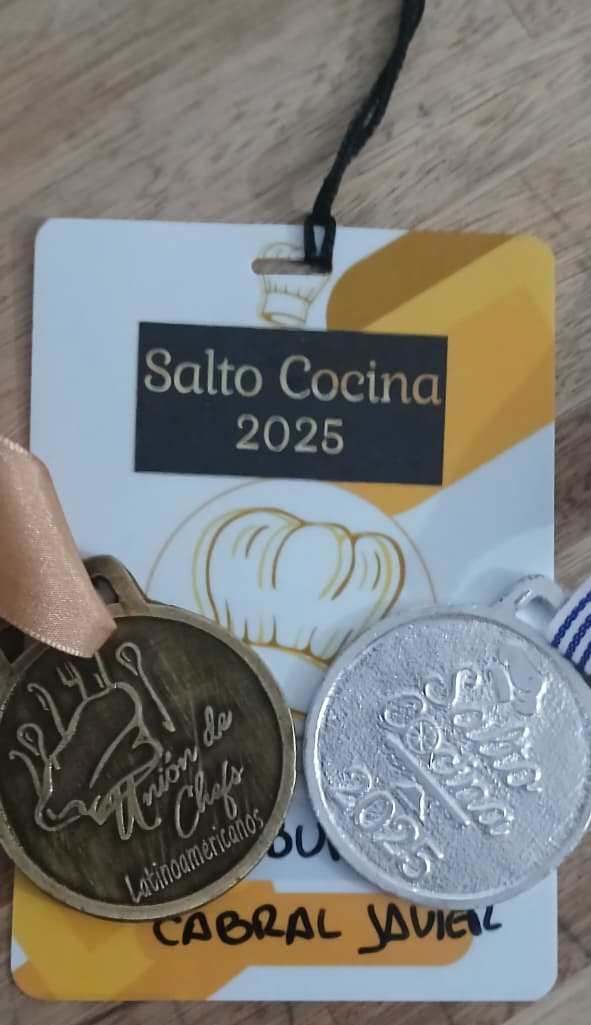 Salto Cocina
2025
Unión de
Chefs
Latinoamericanos
Salto
Cocina
2025
CABRAL JAVIER